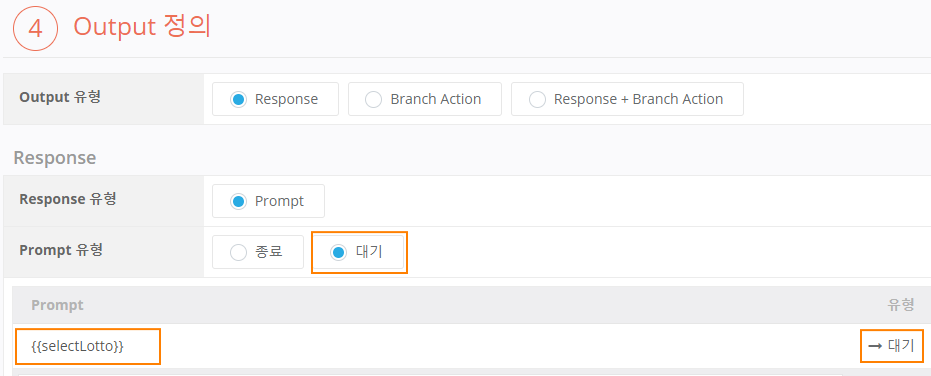 4 Output 정의
Output 유형 Response Branch Action Response + Branch Action
Response
Response 유형 Prompt
Prompt 유형 종료 대기
Prompt 유형
{{selectLotto}} → 대기